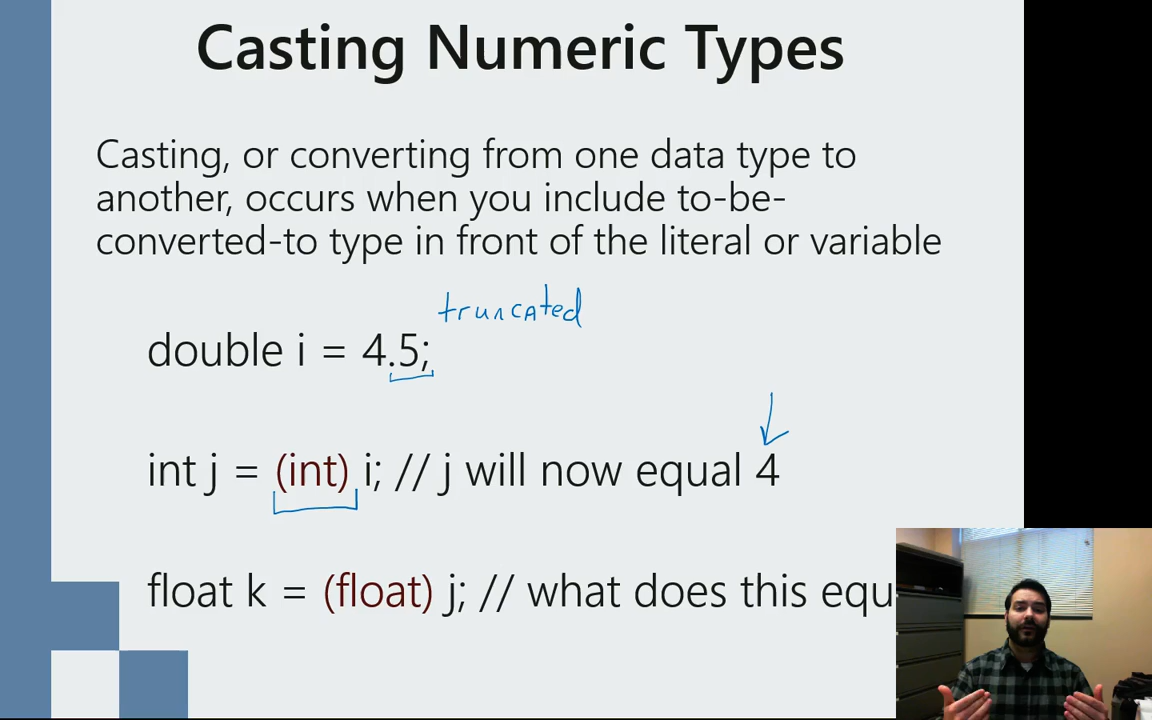 Casting Numeric Types
Casting, or converting from one data type to
another, occurs when you include to-be-
converted-to type in front of the literal or variable
truncated
double i = 4.5;
int j = (int) i; // j will now equal 4
float k = (float) j; // what does this equ